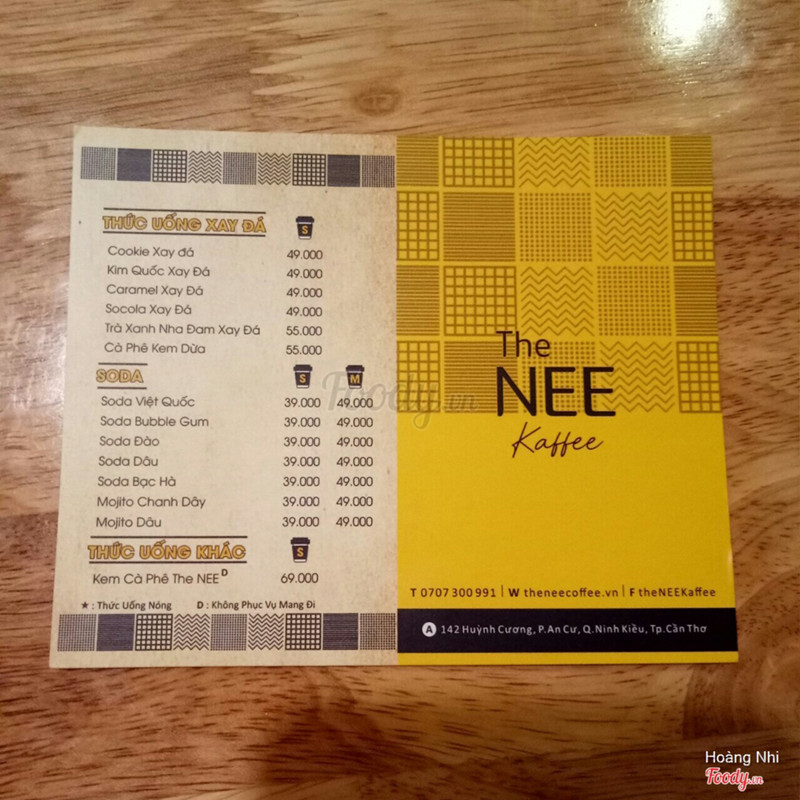 THỨC UỐNG XAY ĐÁ S
Cookie Xay đá 49.000
Kim Quốc Xay Đá 49.000
Caramel Xay Đá 49.000
Socola Xay Đá 49.000
Trà Xanh Nha Đam Xay Đá 55.000
Cà Phê Kem Dừa 55.000
SODA S M
Soda Việt Quốc 39.000 49.000
Soda Bubble Gum 39.000 49.000
Soda Đào 39.000 49.000
Soda Dâu 39.000 49.000
Soda Bạc Hà 39.000 49.000
Mojito Chanh Dây 39.000 49.000
Mojito Dâu 39.000 49.000
THỨC UỐNG KHÁC S
Kem Cà Phê The NEE D 69.000
★ : Thức Uống Nóng D : Không Phục Vụ Mang Đi
The
NEE
Kaffee
T 0707 300 991 | W theneecoffee.vn | F theNEEKaffee
A 142 Huỳnh Cương, P.An Cư, Q.Ninh Kiều, Tp.Cần Thơ
Foody.vn
Hoàng Nhi
Foody.vn